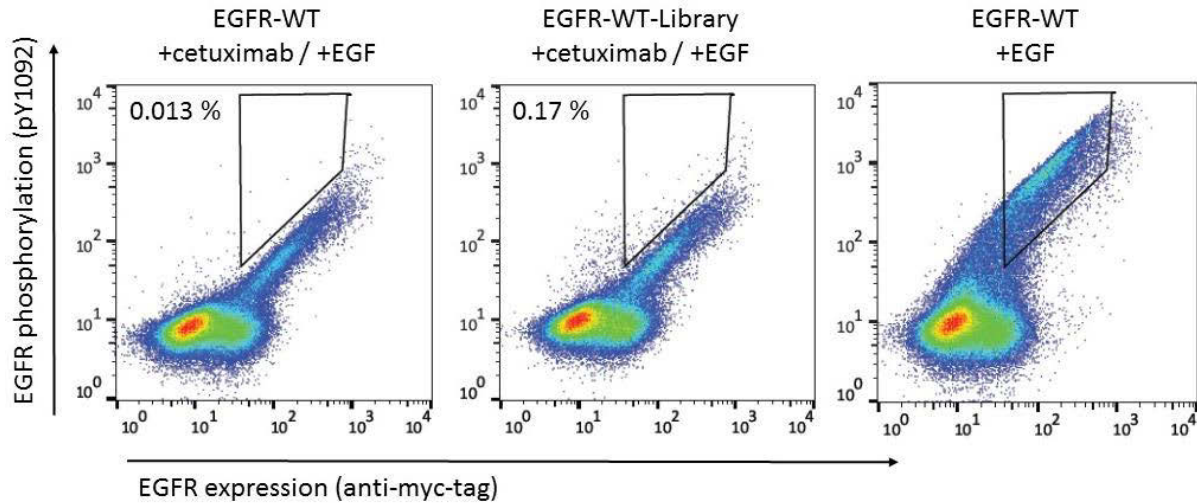 EGFR-WT
+cetuximab / +EGF
EGFR-WT-Library
+cetuximab / +EGF
EGFR-WT
+EGF
EGFR phosphorylation (pY1092)
10^4
10^3
10^2
10^1
10^0
0.013 %
10^0 10^1 10^2 10^3 10^4
10^4
10^3
10^2
10^1
10^0
0.17 %
10^0 10^1 10^2 10^3 10^4
10^4
10^3
10^2
10^1
10^0
10^0 10^1 10^2 10^3 10^4
EGFR expression (anti-myc-tag)